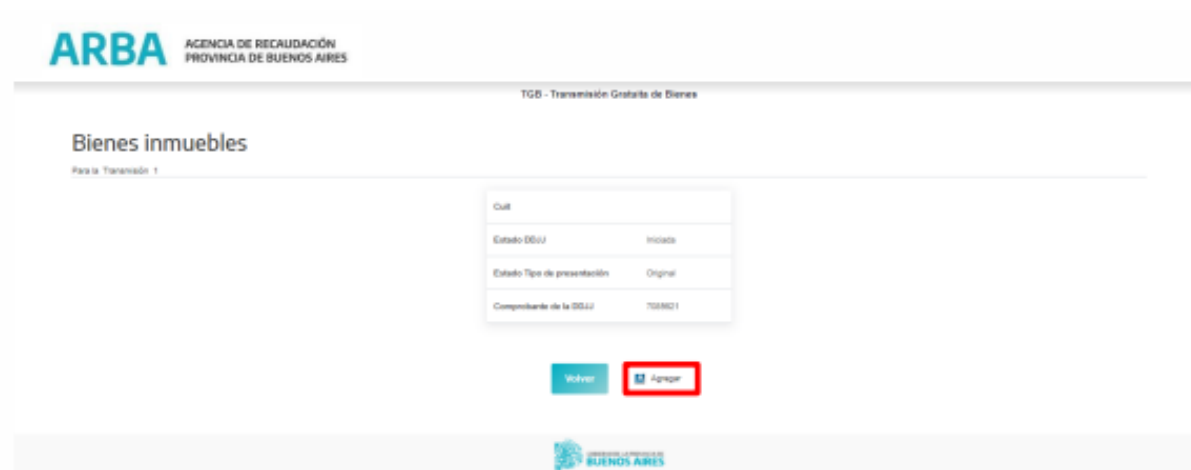 ARBA
AGENCIA DE RECAUDACIÓN
PROVINCIA DE BUENOS AIRES
TGB - Transmisión Gratuita de Bienes
Bienes inmuebles
Para la Transmisión 1
Cuit
Estado DDJJ Iniciada
Estado Tipo de presentación Original
Comprobante de la DDJJ
Volver
Agregar
BUENOS AIRES